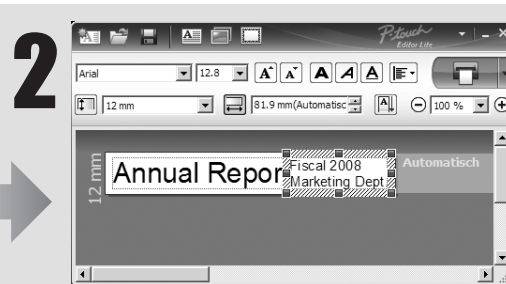 2
P-touch
Editor Lite
Arial
12.8
A A A A A
12 mm
81.9 mm(Automatisc
A
100 %
12 mm
Annual Repor
Fiscal 2008
Marketing Dept
Automatisch